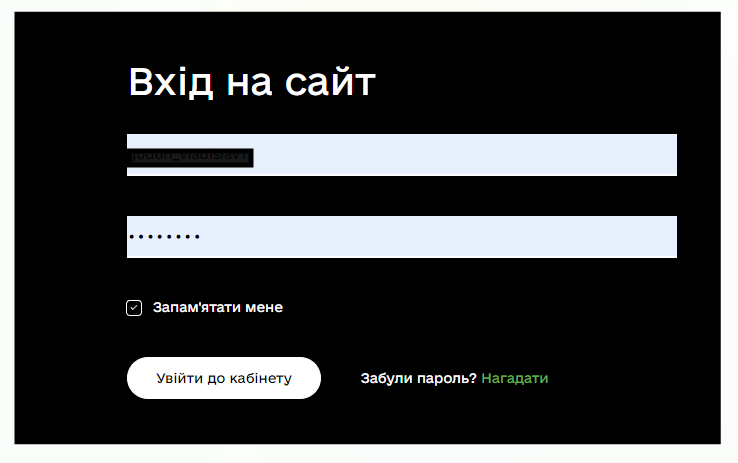 Вхід на сайт
••••••••
Запам'ятати мене
Увійти до кабінету
Забули пароль? Нагадати